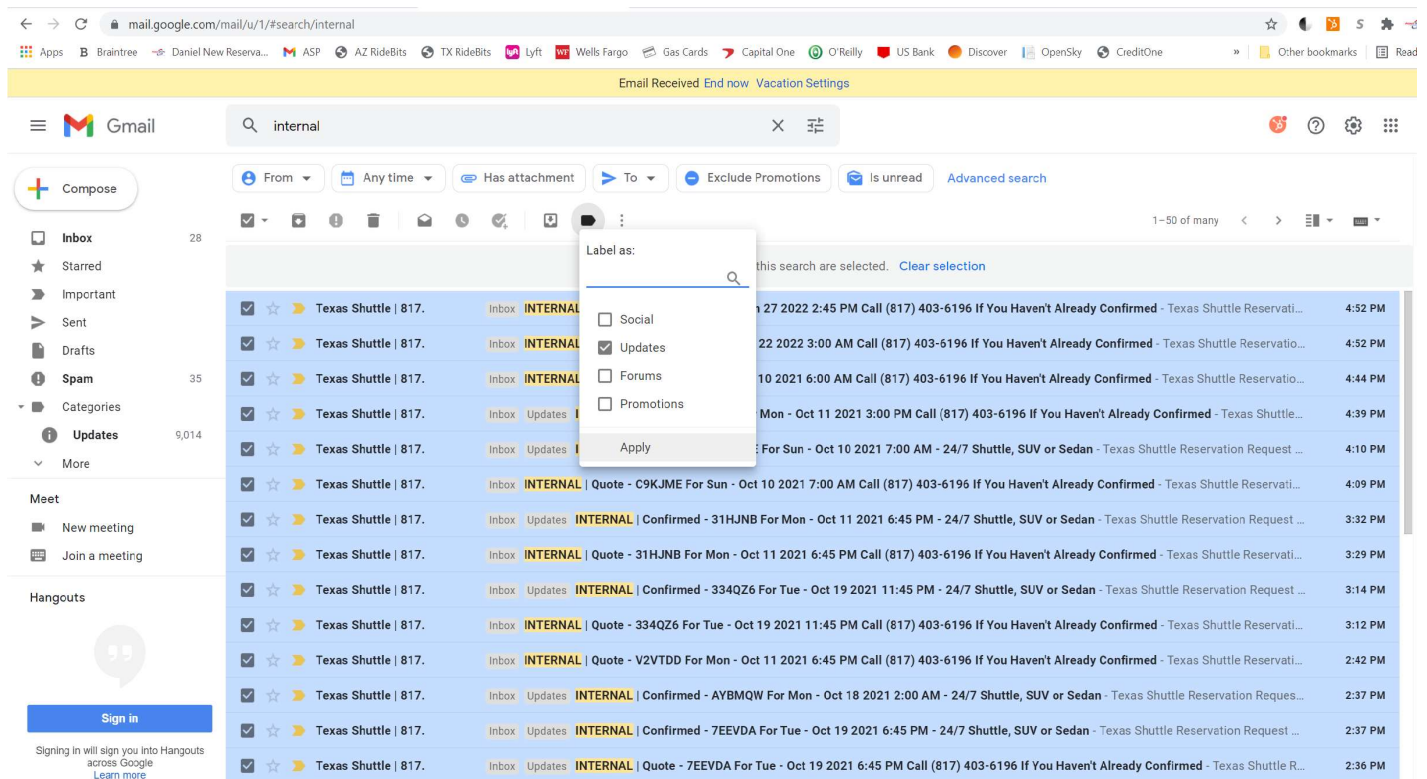 mail.google.com/mail/u/1/#search/internal
Apps B Braintree Daniel New Reserva... ASP AZ RideBits TX RideBits Lyft Wells Fargo Gas Cards Capital One O'Reilly US Bank Discover OpenSky CreditOne » Other bookmarks Read
Email Received End now Vacation Settings
Gmail internal
From Any time Has attachment To Exclude Promotions Is unread Advanced search
Compose
1–50 of many
Inbox 28
Starred
Important
Sent
Drafts
Spam 35
Categories
Updates 9,014
More
Meet
New meeting
Join a meeting
Hangouts
Sign in
Signing in will sign you into Hangouts
across Google
Learn more
Label as:
Social
Updates
Forums
Promotions
Apply
this search are selected. Clear selection
Texas Shuttle | 817. Inbox INTERNAL 27 2022 2:45 PM Call (817) 403-6196 If You Haven't Already Confirmed - Texas Shuttle Reservati... 4:52 PM
Texas Shuttle | 817. Inbox INTERNAL 22 2022 3:00 AM Call (817) 403-6196 If You Haven't Already Confirmed - Texas Shuttle Reservatio... 4:52 PM
Texas Shuttle | 817. Inbox INTERNAL 10 2021 6:00 AM Call (817) 403-6196 If You Haven't Already Confirmed - Texas Shuttle Reservatio... 4:44 PM
Texas Shuttle | 817. Inbox Updates Mon - Oct 11 2021 3:00 PM Call (817) 403-6196 If You Haven't Already Confirmed - Texas Shuttle... 4:39 PM
Texas Shuttle | 817. Inbox Updates For Sun - Oct 10 2021 7:00 AM - 24/7 Shuttle, SUV or Sedan - Texas Shuttle Reservation Request ... 4:10 PM
Texas Shuttle | 817. Inbox INTERNAL | Quote - C9KJME For Sun - Oct 10 2021 7:00 AM Call (817) 403-6196 If You Haven't Already Confirmed - Texas Shuttle Reservati... 4:09 PM
Texas Shuttle | 817. Inbox Updates INTERNAL | Confirmed - 31HJNB For Mon - Oct 11 2021 6:45 PM - 24/7 Shuttle, SUV or Sedan - Texas Shuttle Reservation Request ... 3:32 PM
Texas Shuttle | 817. Inbox INTERNAL | Quote - 31HJNB For Mon - Oct 11 2021 6:45 PM Call (817) 403-6196 If You Haven't Already Confirmed - Texas Shuttle Reservati... 3:29 PM
Texas Shuttle | 817. Inbox Updates INTERNAL | Confirmed - 334QZ6 For Tue - Oct 19 2021 11:45 PM - 24/7 Shuttle, SUV or Sedan - Texas Shuttle Reservation Request ... 3:14 PM
Texas Shuttle | 817. Inbox INTERNAL | Quote - 334QZ6 For Tue - Oct 19 2021 11:45 PM Call (817) 403-6196 If You Haven't Already Confirmed - Texas Shuttle Reservati... 3:12 PM
Texas Shuttle | 817. Inbox INTERNAL | Quote - V2VTDD For Mon - Oct 11 2021 6:45 PM Call (817) 403-6196 If You Haven't Already Confirmed - Texas Shuttle Reservati... 2:42 PM
Texas Shuttle | 817. Inbox Updates INTERNAL | Confirmed - AYBMQW For Mon - Oct 18 2021 2:00 AM - 24/7 Shuttle, SUV or Sedan - Texas Shuttle Reservation Reques... 2:37 PM
Texas Shuttle | 817. Inbox Updates INTERNAL | Confirmed - 7EEVDA For Tue - Oct 19 2021 6:45 PM - 24/7 Shuttle, SUV or Sedan - Texas Shuttle Reservation Request ... 2:37 PM
Texas Shuttle | 817. Inbox Updates INTERNAL | Quote - 7EEVDA For Tue - Oct 19 2021 6:45 PM Call (817) 403-6196 If You Haven't Already Confirmed - Texas Shuttle R... 2:36 PM